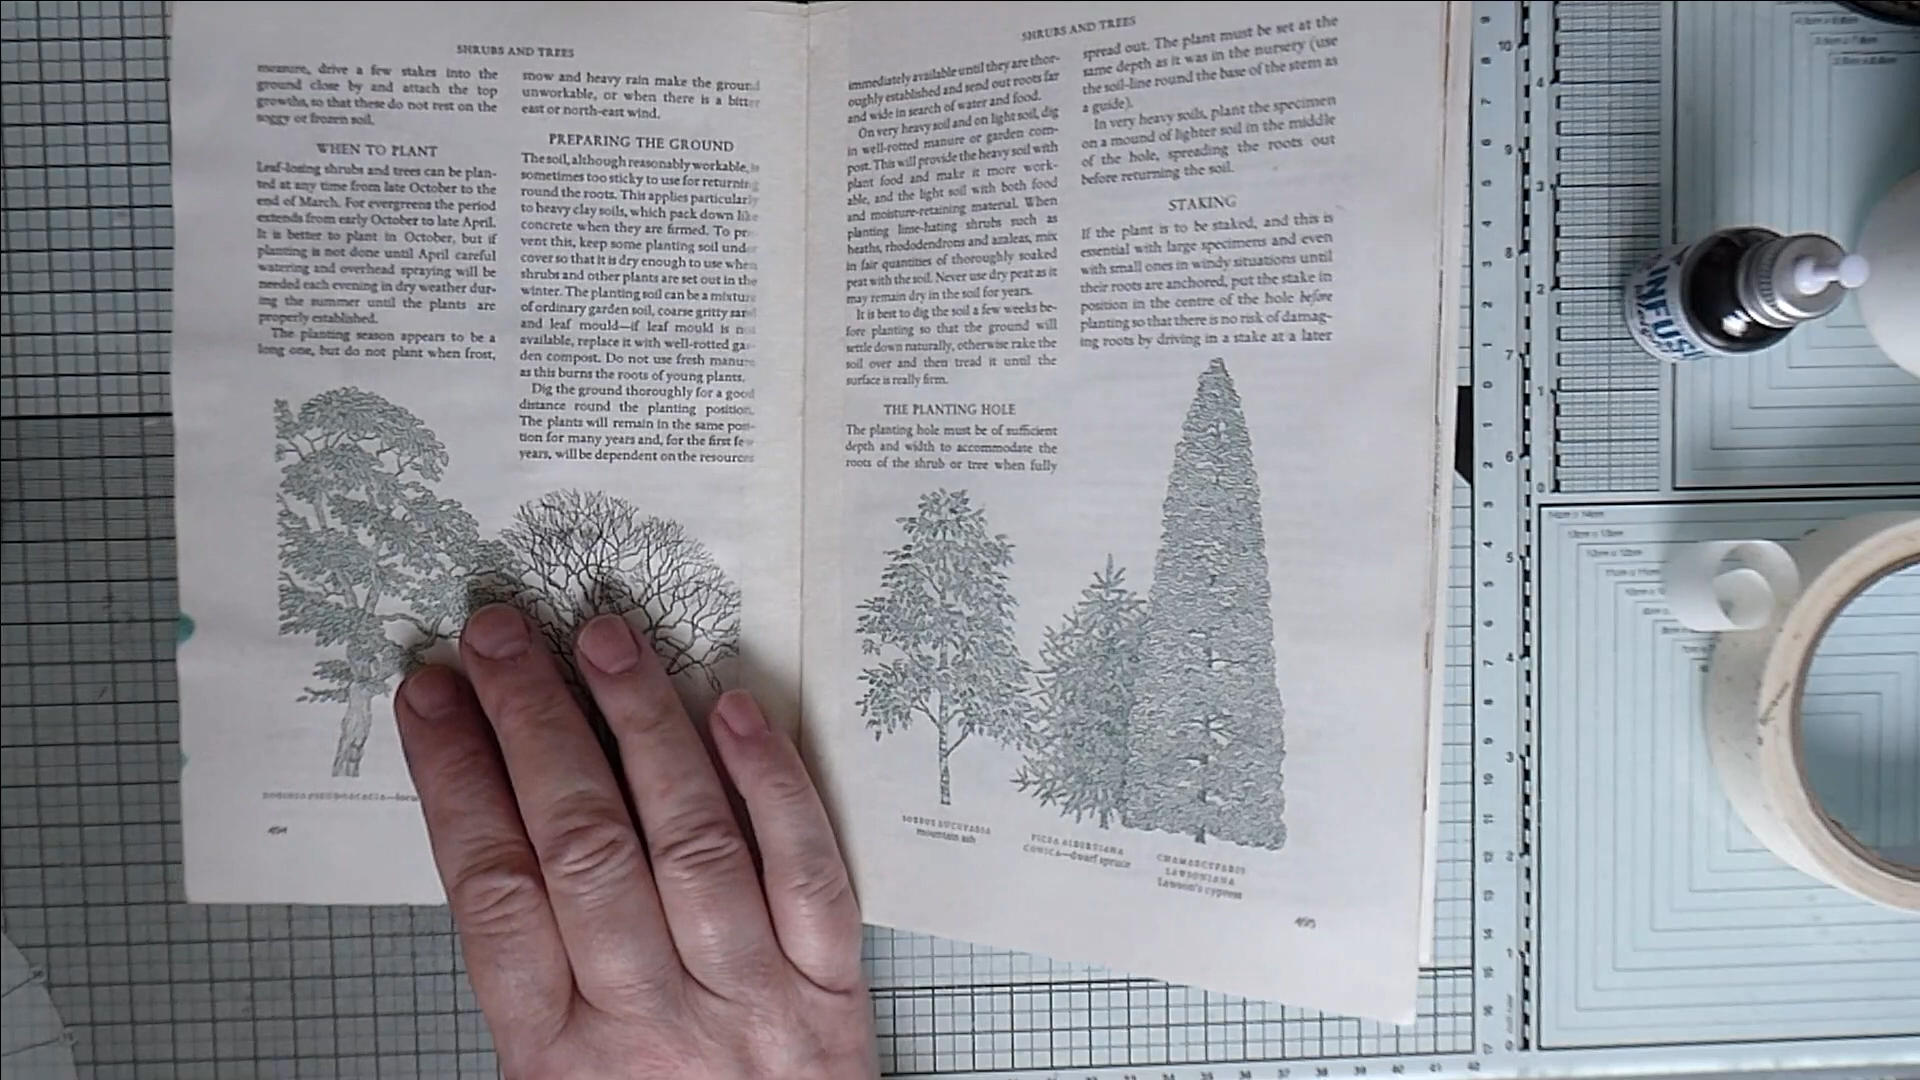 SHRUBS AND TREES
measure, drive a few stakes into the
ground close by and attach the top
growths, so that these do not rest on the
soggy or frozen soil.
WHEN TO PLANT
Leaf-losing shrubs and trees can be plan-
ted at any time from late October to the
end of March. For evergreens the period
extends from early October to late April.
It is better to plant in October, but if
planting is not done until April careful
watering and overhead spraying will be
needed each evening in dry weather dur-
ing the summer until the plants are
properly established.
The planting season appears to be a
long one, but do not plant when frost,
snow and heavy rain make the ground
unworkable, or when there is a bitter
east or north-east wind.
PREPARING THE GROUND
The soil, although reasonably workable, is
sometimes too sticky to use for returning
round the roots. This applies particularly
to heavy clay soils, which pack down like
concrete when they are firmed. To pre-
vent this, keep some planting soil under
cover so that it is dry enough to use when
shrubs and other plants are set out in the
winter. The planting soil can be a mixture
of ordinary garden soil, coarse gritty sand
and leaf mould—if leaf mould is not
available, replace it with well-rotted gar-
den compost. Do not use fresh manure
as this burns the roots of young plants.
Dig the ground thoroughly for a good
distance round the planting position.
The plants will remain in the same posi-
tion for many years and, for the first few
years, will be dependent on the resources
ROBINIA PSEUDOACACIA—locu
494
SHRUBS AND TREES
immediately available until they are thor-
oughly established and send out roots far
and wide in search of water and food.
On very heavy soil and on light soil, dig
in well-rotted manure or garden com-
post. This will provide the heavy soil with
plant food and make it more work-
able, and the light soil with both food
and moisture-retaining material. When
planting lime-hating shrubs such as
heaths, rhododendrons and azaleas, mix
in fair quantities of thoroughly soaked
peat with the soil. Never use dry peat as it
may remain dry in the soil for years.
It is best to dig the soil a few weeks be-
fore planting so that the ground will
settle down naturally, otherwise rake the
soil over and then tread it until the
surface is really firm.
THE PLANTING HOLE
The planting hole must be of sufficient
depth and width to accommodate the
roots of the shrub or tree when fully
spread out. The plant must be set at the
same depth as it was in the nursery (use
the soil-line round the base of the stem as
a guide).
In very heavy soils, plant the specimen
on a mound of lighter soil in the middle
of the hole, spreading the roots out
before returning the soil.
STAKING
If the plant is to be staked, and this is
essential with large specimens and even
with small ones in windy situations until
their roots are anchored, put the stake in
position in the centre of the hole before
planting so that there is no risk of damag-
ing roots by driving in a stake at a later
SORBUS AUCUPARIA
mountain ash
PICEA ALBERTIANA
CONICA—dwarf spruce
CHAMAECYPARIS
LAWSONIANA
Lawson's cypress
495
INFUSI